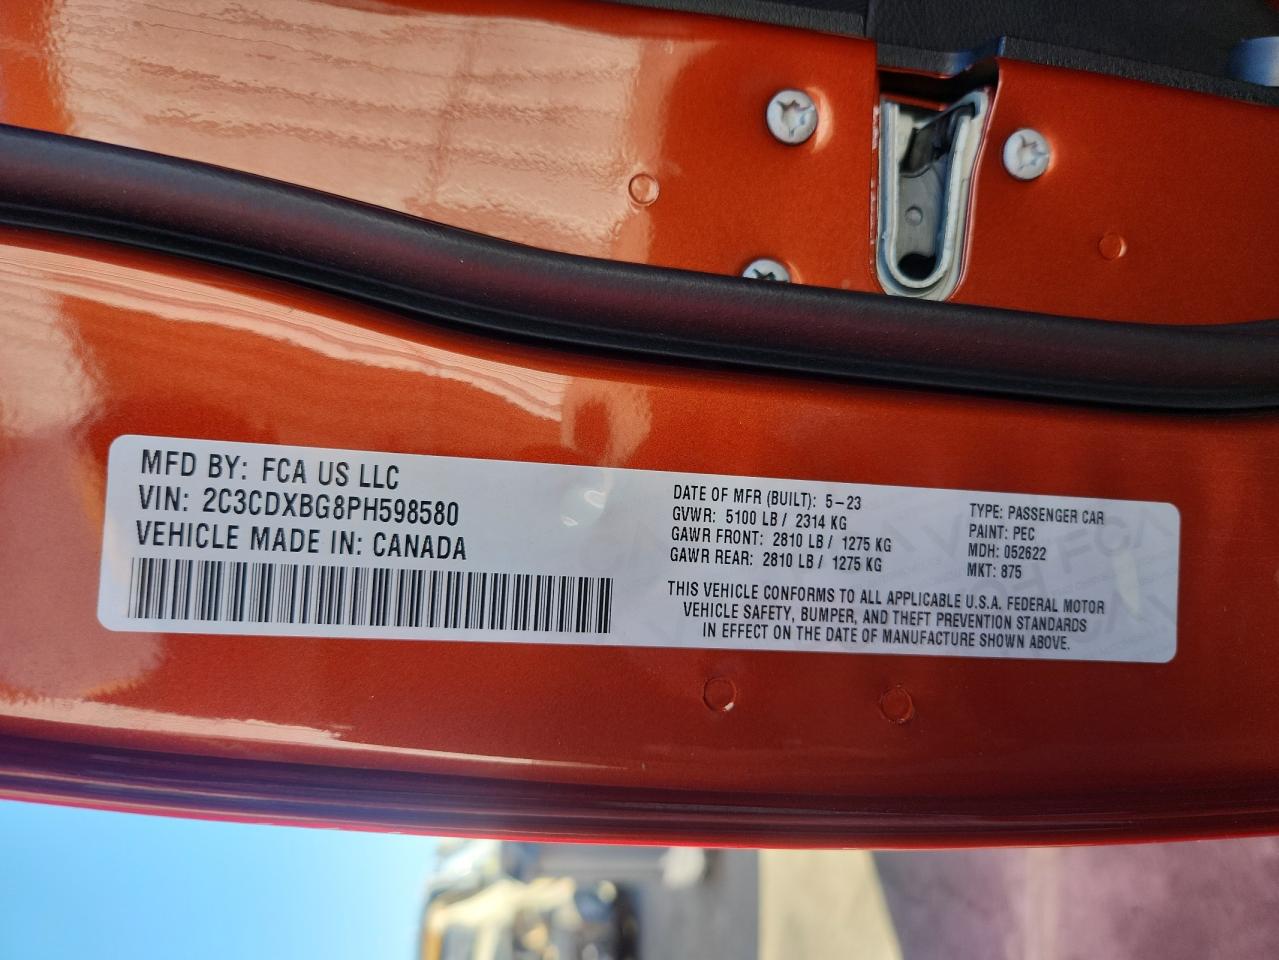 MFD BY: FCA US LLC
VIN: 2C3CDXBG8PH598580
VEHICLE MADE IN: CANADA
DATE OF MFR (BUILT): 5-23
GVWR: 5100 LB / 2314 KG
GAWR FRONT: 2810 LB / 1275 KG
GAWR REAR: 2810 LB / 1275 KG
TYPE: PASSENGER CAR
PAINT: PEC
MDH: 052622
MKT: 875
THIS VEHICLE CONFORMS TO ALL APPLICABLE U.S.A. FEDERAL MOTOR
VEHICLE SAFETY, BUMPER, AND THEFT PREVENTION STANDARDS
IN EFFECT ON THE DATE OF MANUFACTURE SHOWN ABOVE.